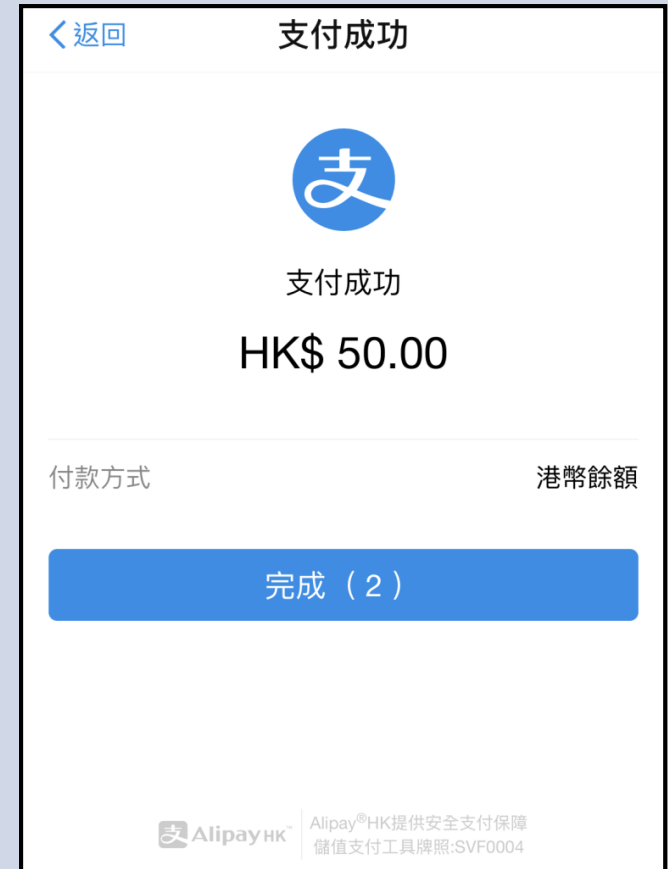 返回 支付成功
支
支付成功
HK$ 50.00
付款方式 港幣餘額
完成（2）
支 Alipay HK™
Alipay®HK提供安全支付保障
儲值支付工具牌照:SVF0004